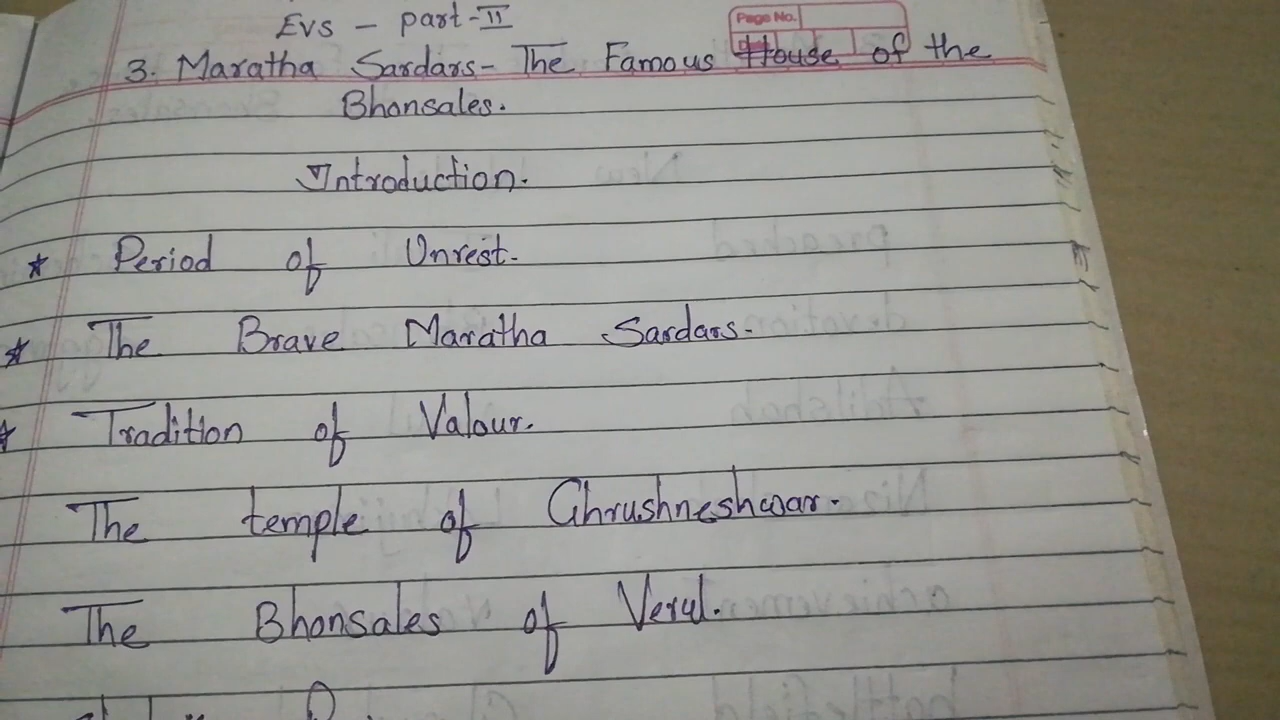 Evs - part-II
Page No.
3. Maratha Sardars- The Famous House of the
Bhonsales.
Introduction.
* Period of Unrest.
* The Brave Maratha Sardars.
* Tradition of Valour.
The temple of Ghrushneshwar.
The Bhonsales of Verul.